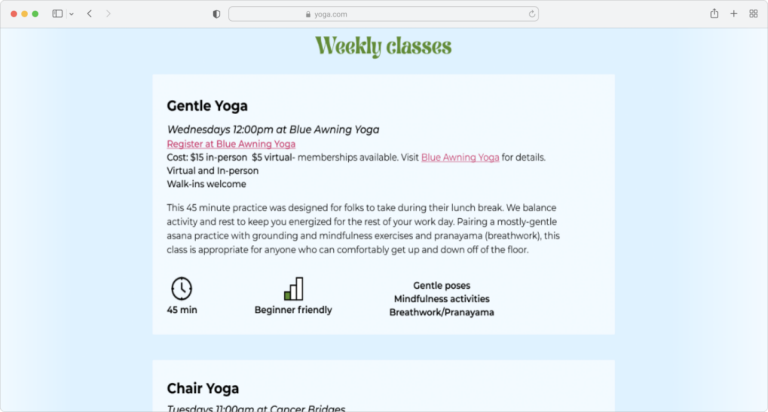 yoga.com
Weekly classes
Gentle Yoga
Wednesdays 12:00pm at Blue Awning Yoga
Register at Blue Awning Yoga
Cost: $15 in-person $5 virtual- memberships available. Visit Blue Awning Yoga for details.
Virtual and In-person
Walk-ins welcome
This 45 minute practice was designed for folks to take during their lunch break. We balance
activity and rest to keep you energized for the rest of your work day. Pairing a mostly-gentle
asana practice with grounding and mindfulness exercises and pranayama (breathwork), this
class is appropriate for anyone who can comfortably get up and down off of the floor.
45 min
Beginner friendly
Gentle poses
Mindfulness activities
Breathwork/Pranayama
Chair Yoga
Tuesdays 11:00am at Cancer Bridges